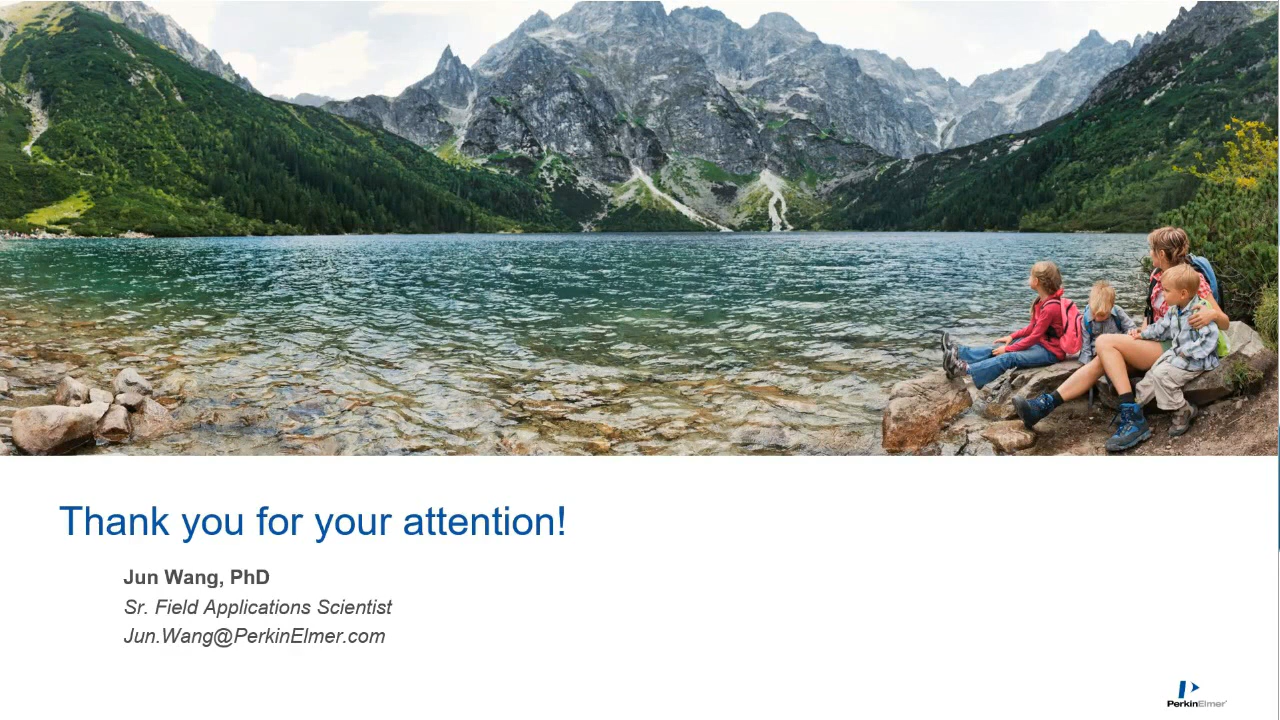 Thank you for your attention!
Jun Wang, PhD
Sr. Field Applications Scientist
Jun.Wang@PerkinElmer.com
PerkinElmer